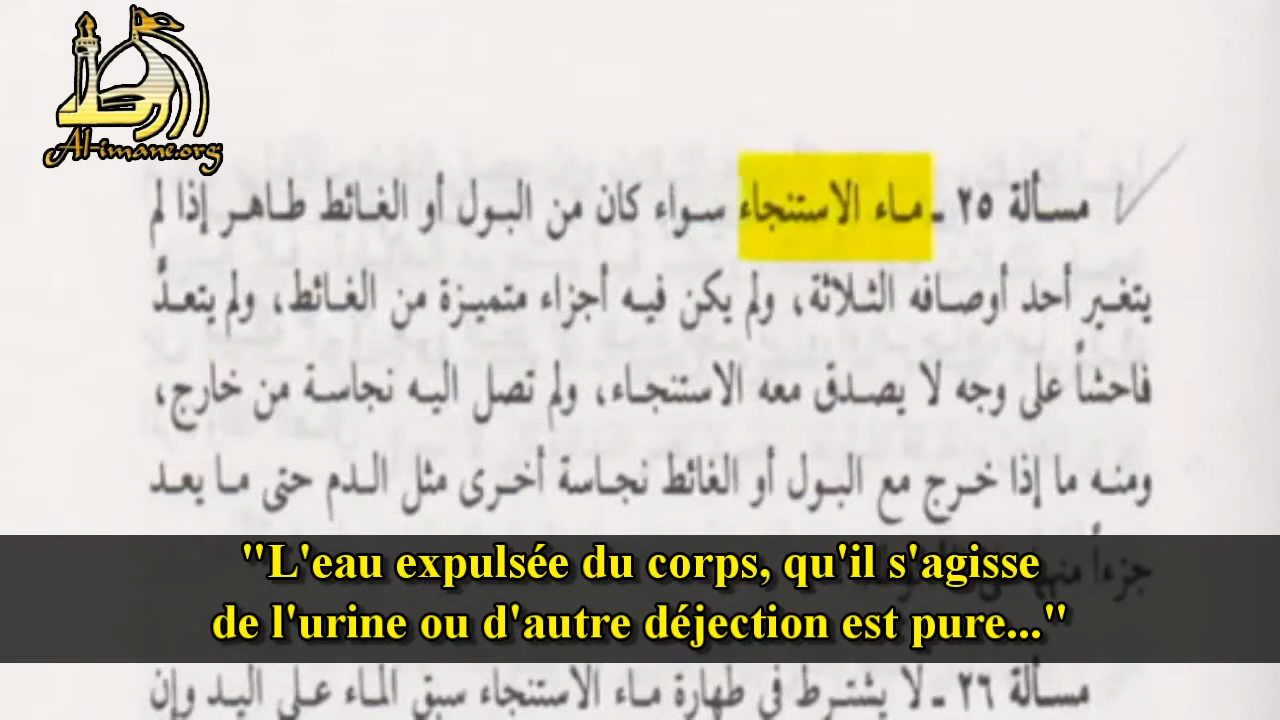 Al-imane.org
مسألة ٢٥ ـ ماء الاستنجاء سواء كان من البول أو الغائط طاهر إذا لم
يتغير أحد أوصافه الثلاثة، ولم يكن فيه أجزاء متميزة من الغائط، ولم يتعدَّ
فاحشاً على وجه لا يصدق معه الاستنجاء، ولم تصل اليه نجاسة من خارج،
ومنه ما إذا خرج مع البول أو الغائط نجاسة أخرى مثل الدم حتى ما يعد
جزءاً منهما
"L'eau expulsée du corps, qu'il s'agisse
de l'urine ou d'autre déjection est pure..."
مسألة ٢٦ ـ لا يشترط في طهارة ماء الاستنجاء سبق الماء على اليد وإن